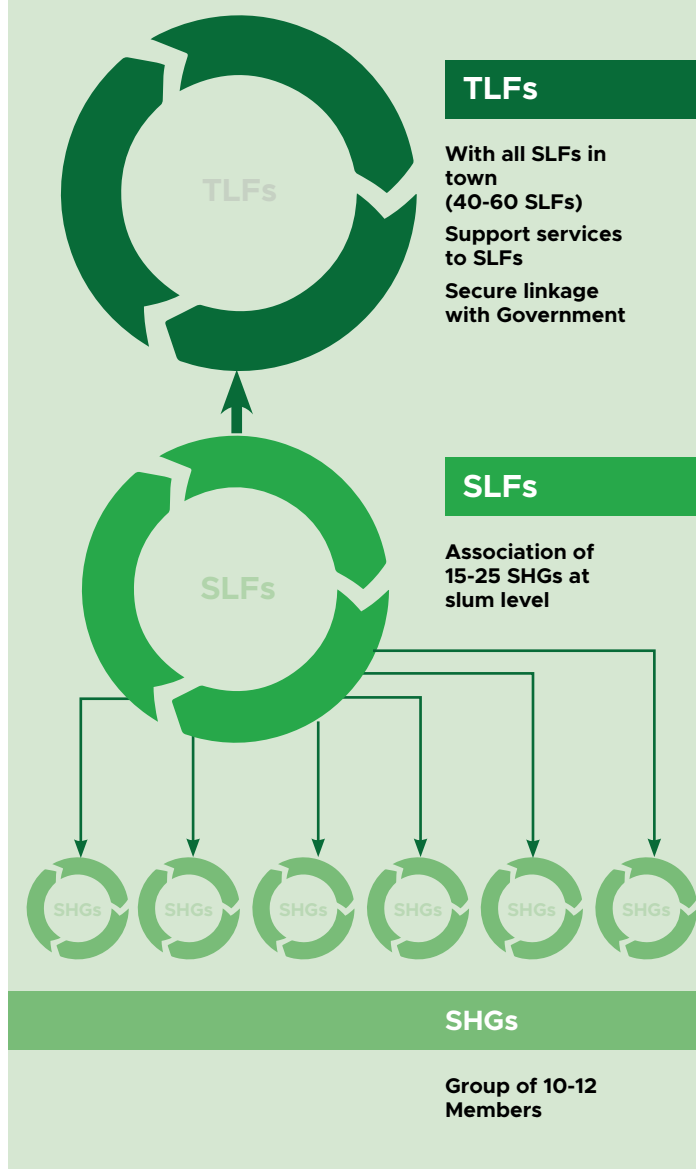 TLFs
TLFs
With all SLFs in
town
(40-60 SLFs)
Support services
to SLFs
Secure linkage
with Government
SLFs
SLFs
Association of
15-25 SHGs at
slum level
SHGs SHGs SHGs SHGs SHGs SHGs
SHGs
Group of 10-12
Members